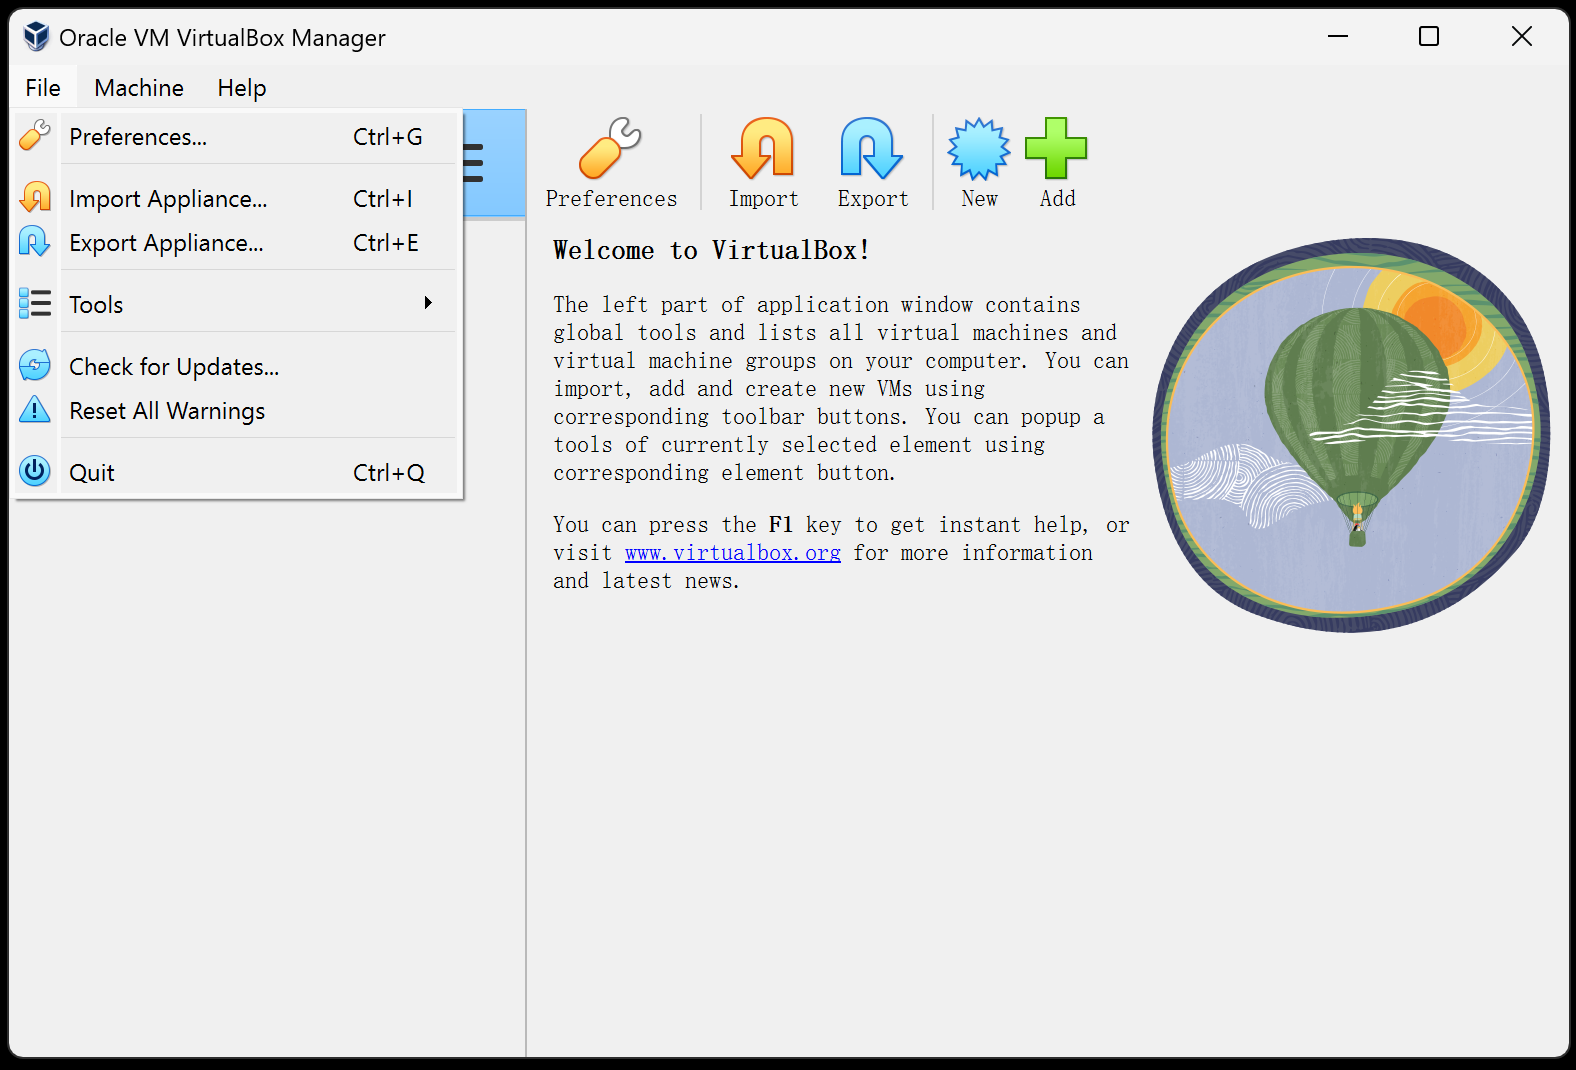 Oracle VM VirtualBox Manager
File Machine Help
Preferences... Ctrl+G
Import Appliance... Ctrl+I
Export Appliance... Ctrl+E
Tools
Check for Updates...
Reset All Warnings
Quit Ctrl+Q
Preferences Import Export New Add
Welcome to VirtualBox!
The left part of application window contains
global tools and lists all virtual machines and
virtual machine groups on your computer. You can
import, add and create new VMs using
corresponding toolbar buttons. You can popup a
tools of currently selected element using
corresponding element button.
You can press the F1 key to get instant help, or
visit www.virtualbox.org for more information
and latest news.